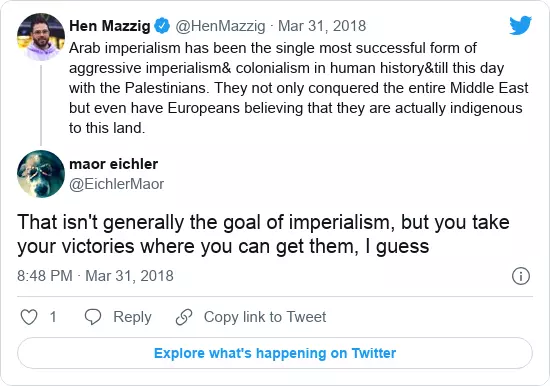 Hen Mazzig @HenMazzig · Mar 31, 2018
Arab imperialism has been the single most successful form of
aggressive imperialism& colonialism in human history&till this day
with the Palestinians. They not only conquered the entire Middle East
but even have Europeans believing that they are actually indigenous
to this land.
maor eichler
@EichlerMaor
That isn't generally the goal of imperialism, but you take
your victories where you can get them, I guess
8:48 PM · Mar 31, 2018
1 Reply Copy link to Tweet
Explore what's happening on Twitter